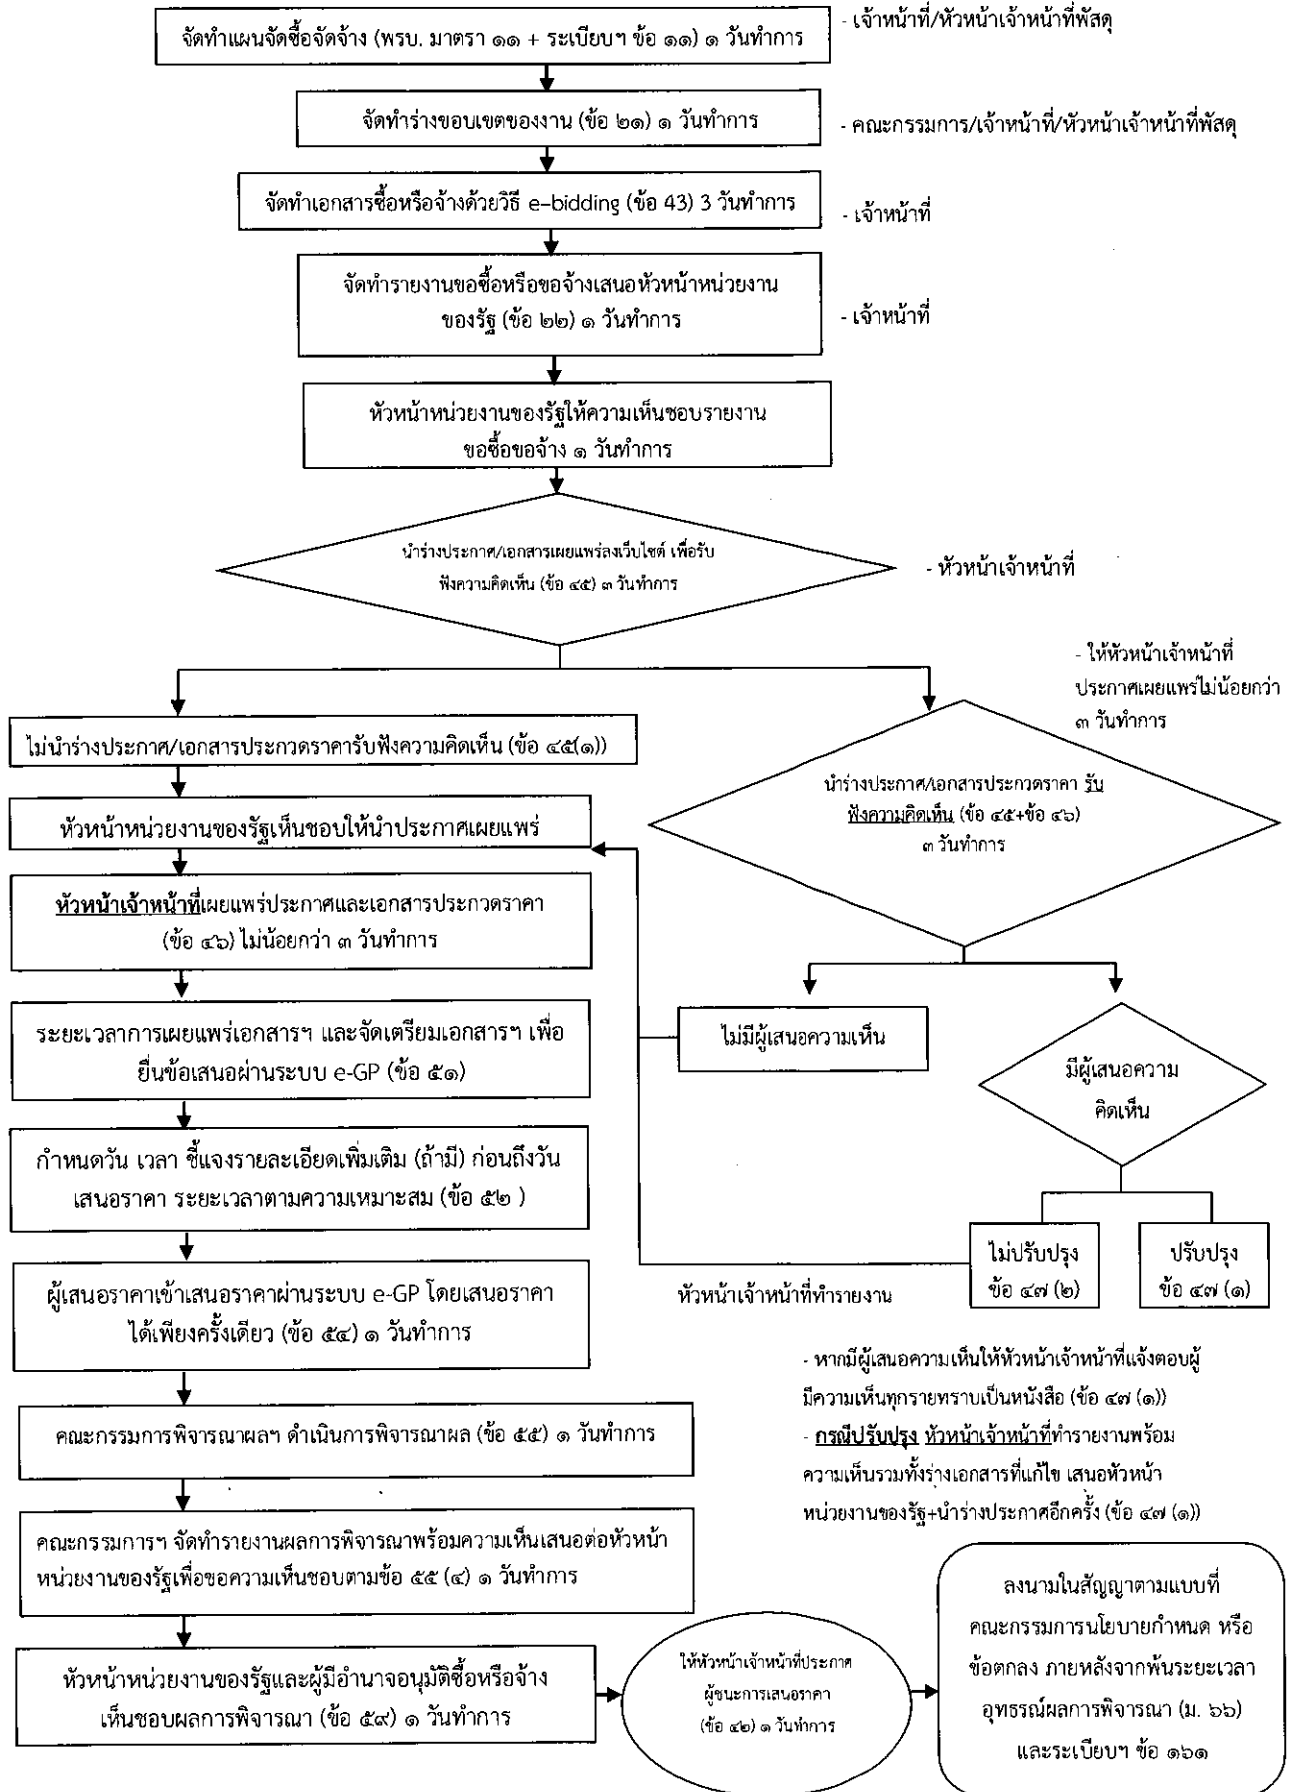 จัดทำแผนจัดซื้อจัดจ้าง (พรบ. มาตรา ๑๑ + ระเบียบฯ ข้อ ๑๑) ๑ วันทำการ
- เจ้าหน้าที่/หัวหน้าเจ้าหน้าที่พัสดุ
จัดทำร่างขอบเขตของงาน (ข้อ ๒๑) ๑ วันทำการ
- คณะกรรมการ/เจ้าหน้าที่/หัวหน้าเจ้าหน้าที่พัสดุ
จัดทำเอกสารซื้อหรือจ้างด้วยวิธี e-bidding (ข้อ 43) 3 วันทำการ
- เจ้าหน้าที่
จัดทำรายงานขอซื้อหรือขอจ้างเสนอหัวหน้าหน่วยงาน
ของรัฐ (ข้อ ๒๒) ๑ วันทำการ
- เจ้าหน้าที่
หัวหน้าหน่วยงานของรัฐให้ความเห็นชอบรายงาน
ขอซื้อขอจ้าง ๑ วันทำการ
นำร่างประกาศ/เอกสารเผยแพร่ลงเว็บไซต์ เพื่อรับ
ฟังความคิดเห็น (ข้อ ๔๕) ๓ วันทำการ
- หัวหน้าเจ้าหน้าที่
- ให้หัวหน้าเจ้าหน้าที่
ประกาศเผยแพร่ไม่น้อยกว่า
๓ วันทำการ
ไม่นำร่างประกาศ/เอกสารประกวดราคารับฟังความคิดเห็น (ข้อ ๔๕(๑))
นำร่างประกาศ/เอกสารประกวดราคา รับ
ฟังความคิดเห็น (ข้อ ๔๕+ข้อ ๔๖)
๓ วันทำการ
หัวหน้าหน่วยงานของรัฐเห็นชอบให้นำประกาศเผยแพร่
หัวหน้าเจ้าหน้าที่เผยแพร่ประกาศและเอกสารประกวดราคา
(ข้อ ๔๖) ไม่น้อยกว่า ๓ วันทำการ
ระยะเวลาการเผยแพร่เอกสารฯ และจัดเตรียมเอกสารฯ เพื่อ
ยื่นข้อเสนอผ่านระบบ e-GP (ข้อ ๕๑)
ไม่มีผู้เสนอความเห็น
มีผู้เสนอความ
คิดเห็น
กำหนดวัน เวลา ชี้แจงรายละเอียดเพิ่มเติม (ถ้ามี) ก่อนถึงวัน
เสนอราคา ระยะเวลาตามความเหมาะสม (ข้อ ๕๒ )
ไม่ปรับปรุง
ข้อ ๔๗ (๒)
ปรับปรุง
ข้อ ๔๗ (๑)
หัวหน้าเจ้าหน้าที่ทำรายงาน
ผู้เสนอราคาเข้าเสนอราคาผ่านระบบ e-GP โดยเสนอราคา
ได้เพียงครั้งเดียว (ข้อ ๕๔) ๑ วันทำการ
- หากมีผู้เสนอความเห็นให้หัวหน้าเจ้าหน้าที่แจ้งตอบผู้
มีความเห็นทุกรายทราบเป็นหนังสือ (ข้อ ๔๗ (๑))
- กรณีปรับปรุง หัวหน้าเจ้าหน้าที่ทำรายงานพร้อม
ความเห็นรวมทั้งร่างเอกสารที่แก้ไข เสนอหัวหน้า
หน่วยงานของรัฐ+นำร่างประกาศอีกครั้ง (ข้อ ๔๗ (๑))
คณะกรรมการพิจารณาผลฯ ดำเนินการพิจารณาผล (ข้อ ๕๕) ๑ วันทำการ
คณะกรรมการฯ จัดทำรายงานผลการพิจารณาพร้อมความเห็นเสนอต่อหัวหน้า
หน่วยงานของรัฐเพื่อขอความเห็นชอบตามข้อ ๕๕ (๔) ๑ วันทำการ
หัวหน้าหน่วยงานของรัฐและผู้มีอำนาจอนุมัติซื้อหรือจ้าง
เห็นชอบผลการพิจารณา (ข้อ ๕๙) ๑ วันทำการ
ให้หัวหน้าเจ้าหน้าที่ประกาศ
ผู้ชนะการเสนอราคา
(ข้อ ๔๒) ๑ วันทำการ
ลงนามในสัญญาตามแบบที่
คณะกรรมการนโยบายกำหนด หรือ
ข้อตกลง ภายหลังจากพ้นระยะเวลา
อุทธรณ์ผลการพิจารณา (ม. ๖๖)
และระเบียบฯ ข้อ ๑๖๑